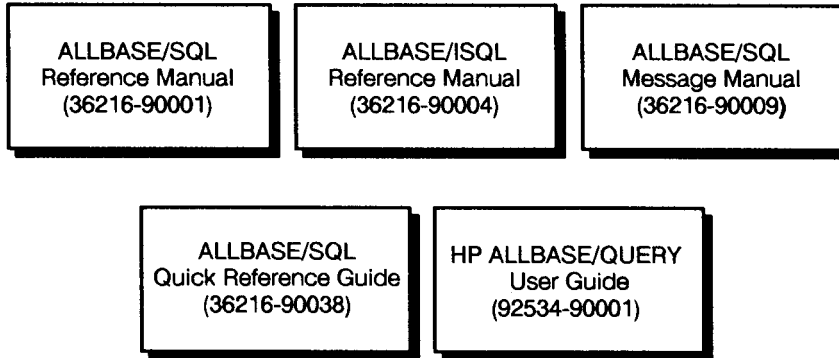 ALLBASE/SQL
Reference Manual
(36216-90001)
ALLBASE/ISQL
Reference Manual
(36216-90004)
ALLBASE/SQL
Message Manual
(36216-90009)
ALLBASE/SQL
Quick Reference Guide
(36216-90038)
HP ALLBASE/QUERY
User Guide
(92534-90001)